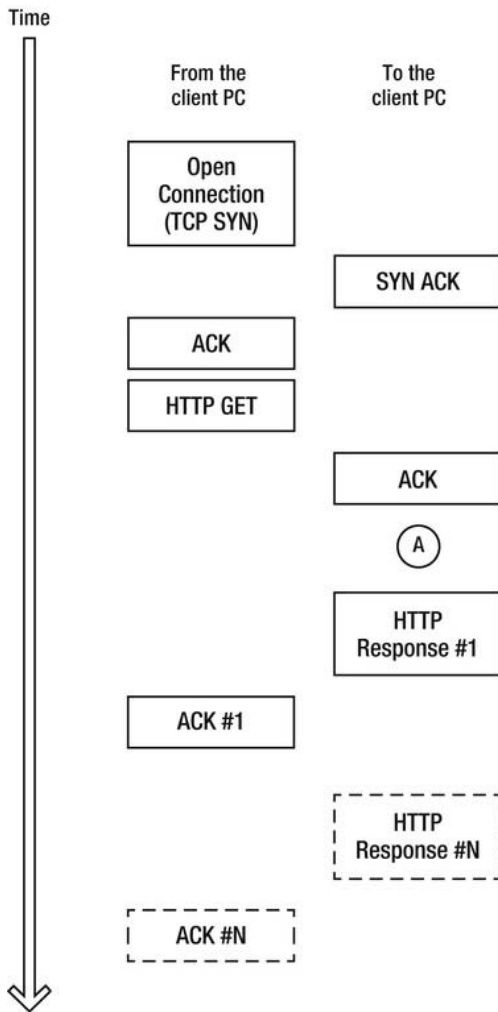 Time
From the
client PC
To the
client PC
Open
Connection
(TCP SYN)
SYN ACK
ACK
HTTP GET
ACK
A
HTTP
Response #1
ACK #1
HTTP
Response #N
ACK #N